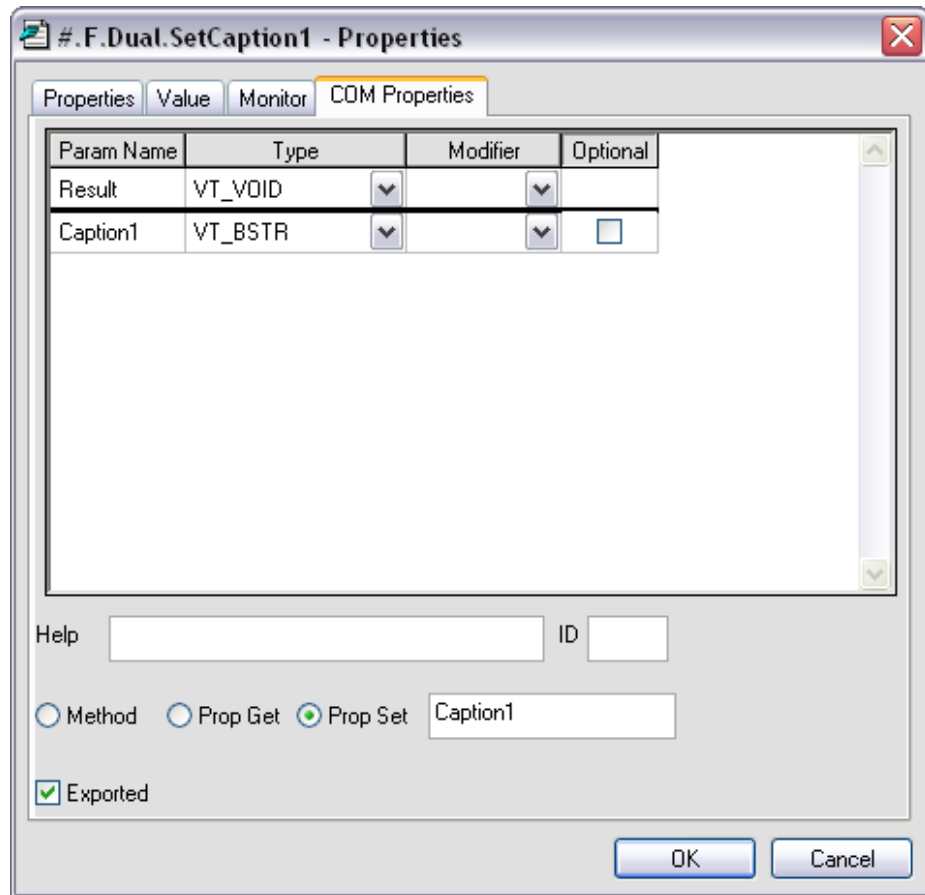 #.F.Dual.SetCaption1 - Properties
Properties Value Monitor COM Properties
Param Name Type Modifier Optional
Result VT_VOID
Caption1 VT_BSTR
Help ID
Method Prop Get Prop Set Caption1
Exported
OK Cancel